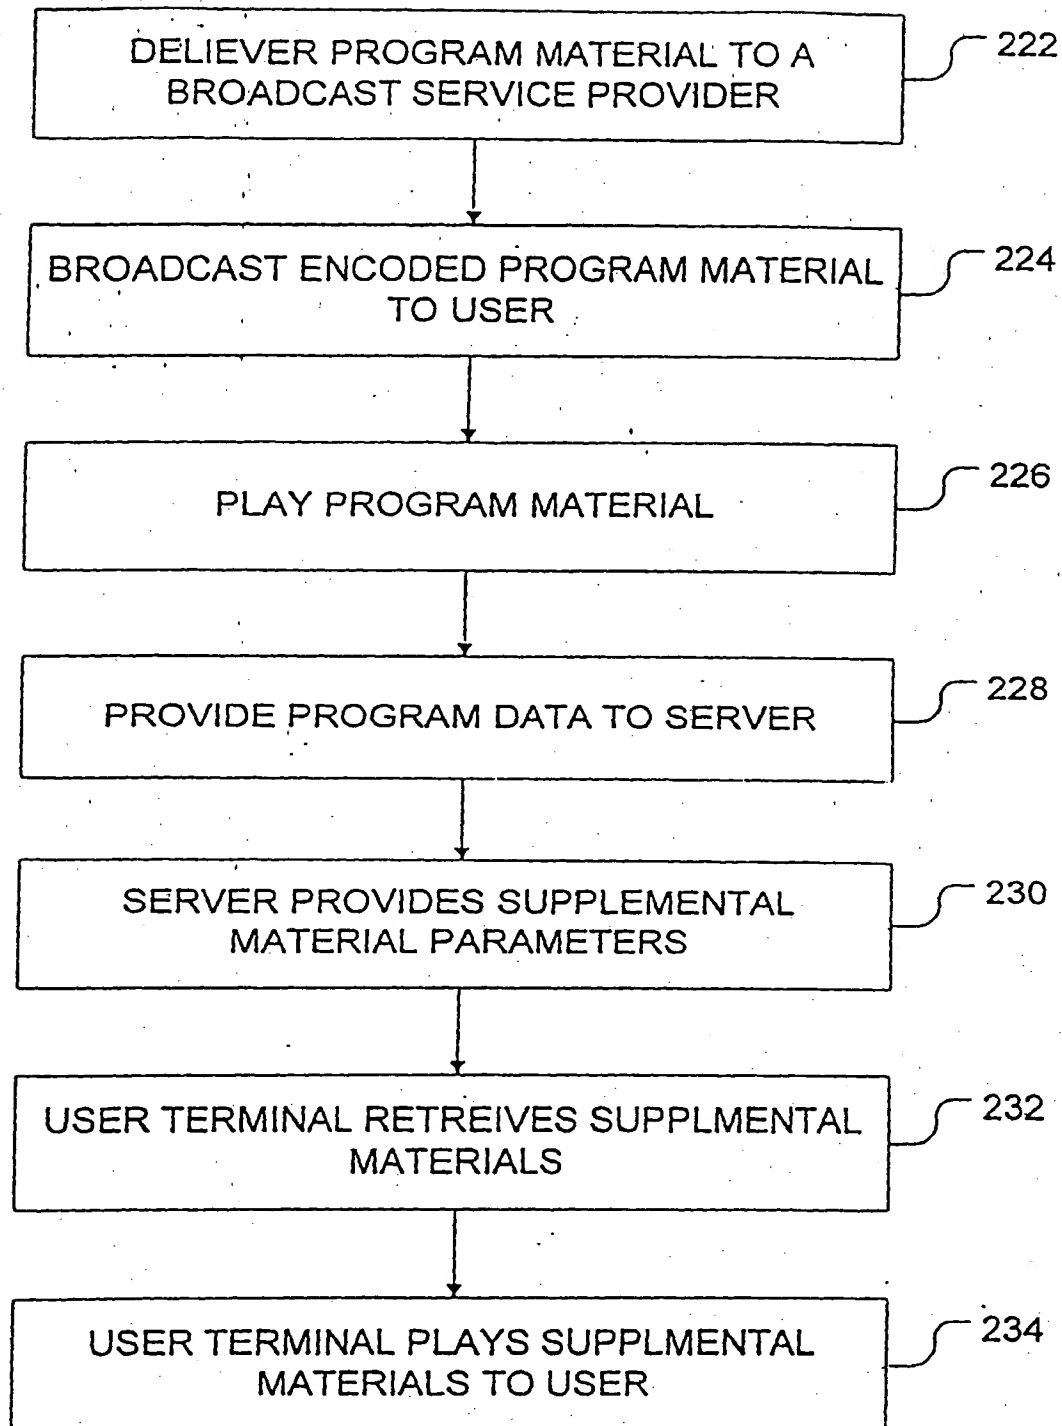 DELIEVER PROGRAM MATERIAL TO A
BROADCAST SERVICE PROVIDER
222
BROADCAST ENCODED PROGRAM MATERIAL
TO USER
224
PLAY PROGRAM MATERIAL
226
PROVIDE PROGRAM DATA TO SERVER
228
SERVER PROVIDES SUPPLEMENTAL
MATERIAL PARAMETERS
230
USER TERMINAL RETREIVES SUPPLMENTAL
MATERIALS
232
USER TERMINAL PLAYS SUPPLMENTAL
MATERIALS TO USER
234